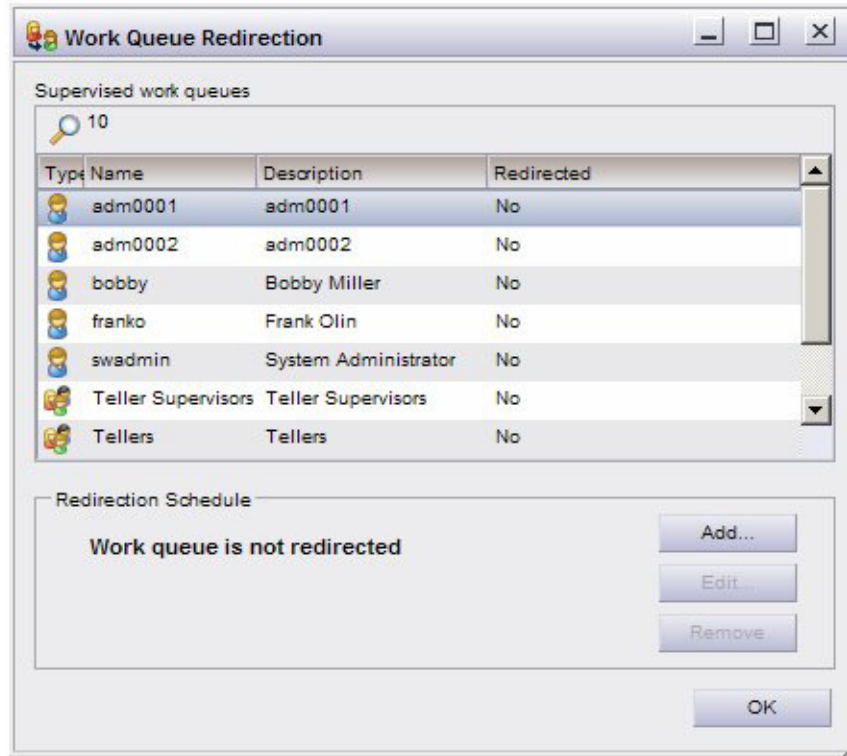 Work Queue Redirection
Supervised work queues
10
Type Name Description Redirected
adm0001 adm0001 No
adm0002 adm0002 No
bobby Bobby Miller No
franko Frank Olin No
swadmin System Administrator No
Teller Supervisors Teller Supervisors No
Tellers Tellers No
Redirection Schedule
Work queue is not redirected
Add...
Edit...
Remove
OK